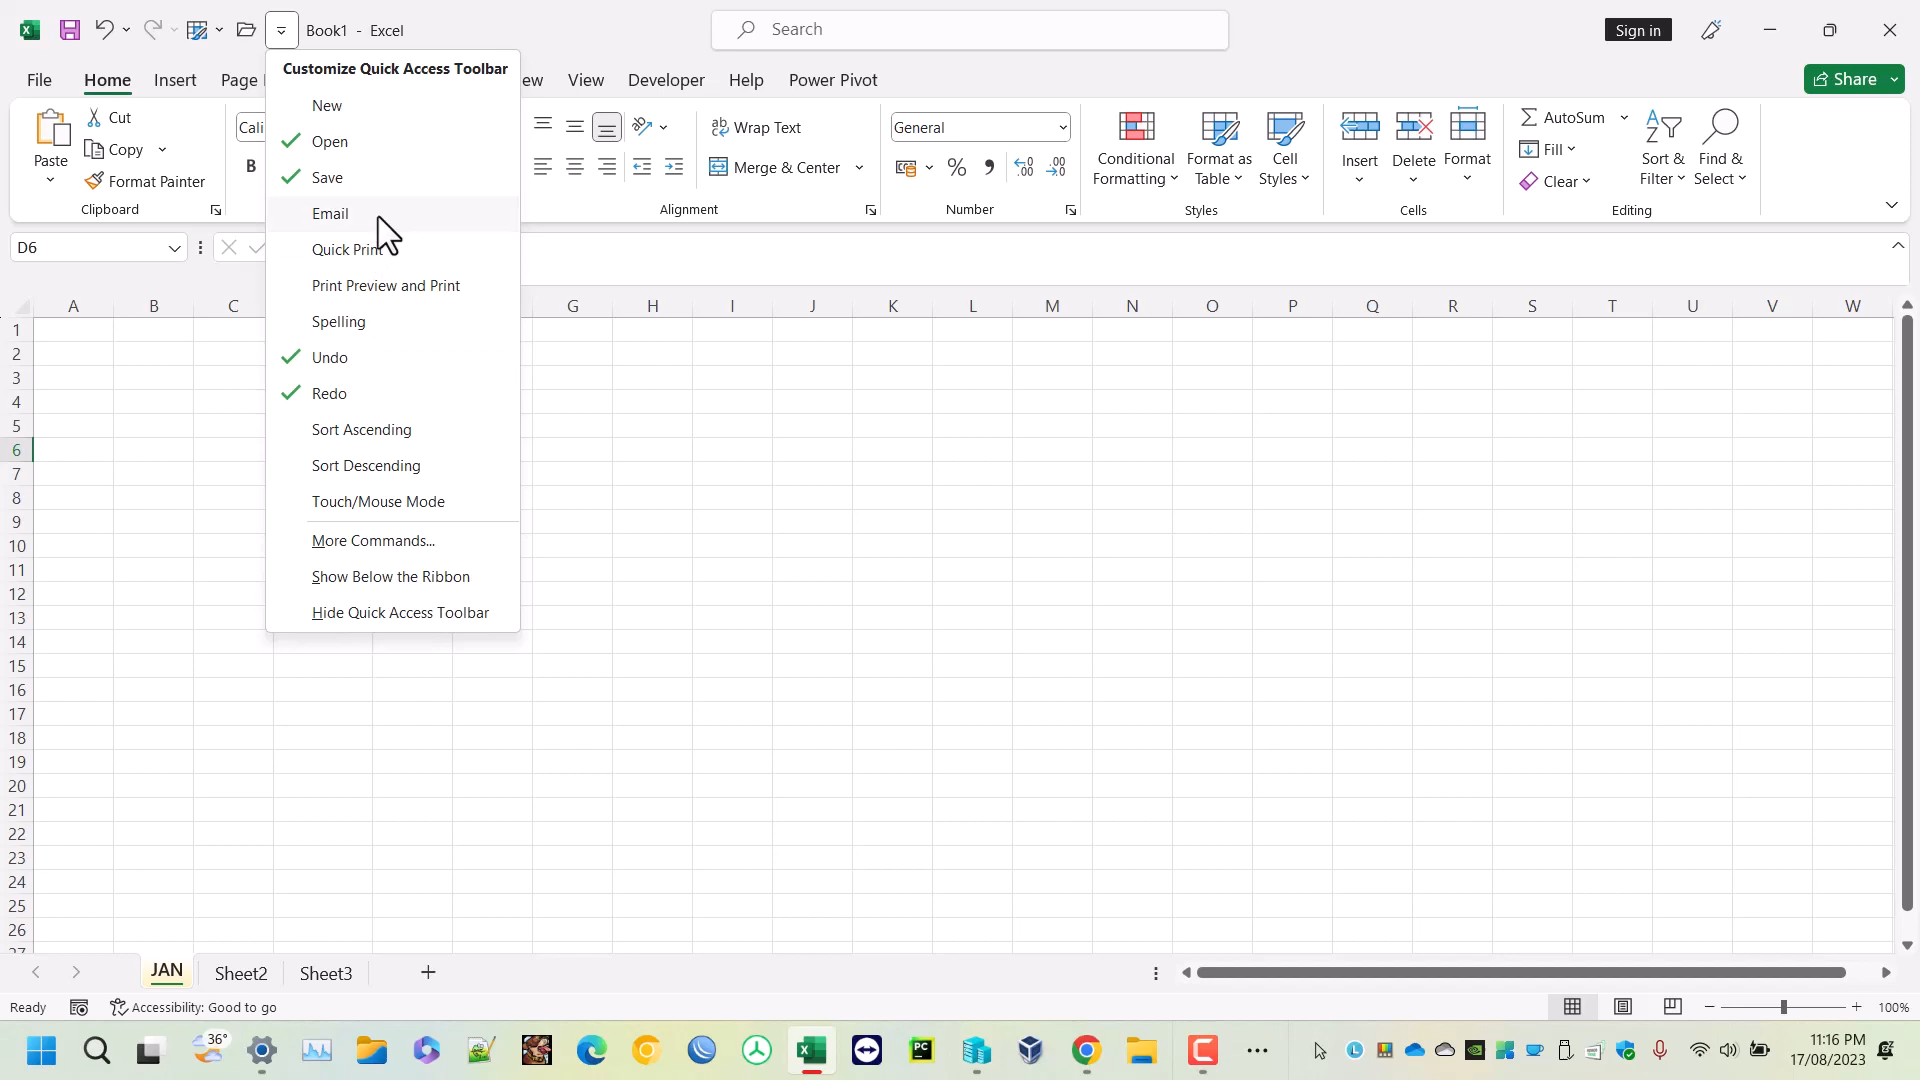 Book1 - Excel
Search
Sign in
File Home Insert Page ew View Developer Help Power Pivot
Share
Customize Quick Access Toolbar
New
Open
Save
Email
Quick Print
Print Preview and Print
Spelling
Undo
Redo
Sort Ascending
Sort Descending
Touch/Mouse Mode
More Commands...
Show Below the Ribbon
Hide Quick Access Toolbar
Paste
Cut
Copy
Format Painter
Clipboard
Cali
B
Wrap Text
Merge & Center
Alignment
General
%
Number
Conditional Formatting
Format as Table
Cell Styles
Styles
Insert
Delete
Format
Cells
AutoSum
Fill
Clear
Sort & Filter
Find & Select
Editing
D6
A B C G H I J K L M N O P Q R S T U V W
1
2
3
4
5
6
7
8
9
10
11
12
13
14
15
16
17
18
19
20
21
22
23
24
25
26
27
JAN Sheet2 Sheet3
Ready Accessibility: Good to go 100%
36°
11:16 PM
17/08/2023